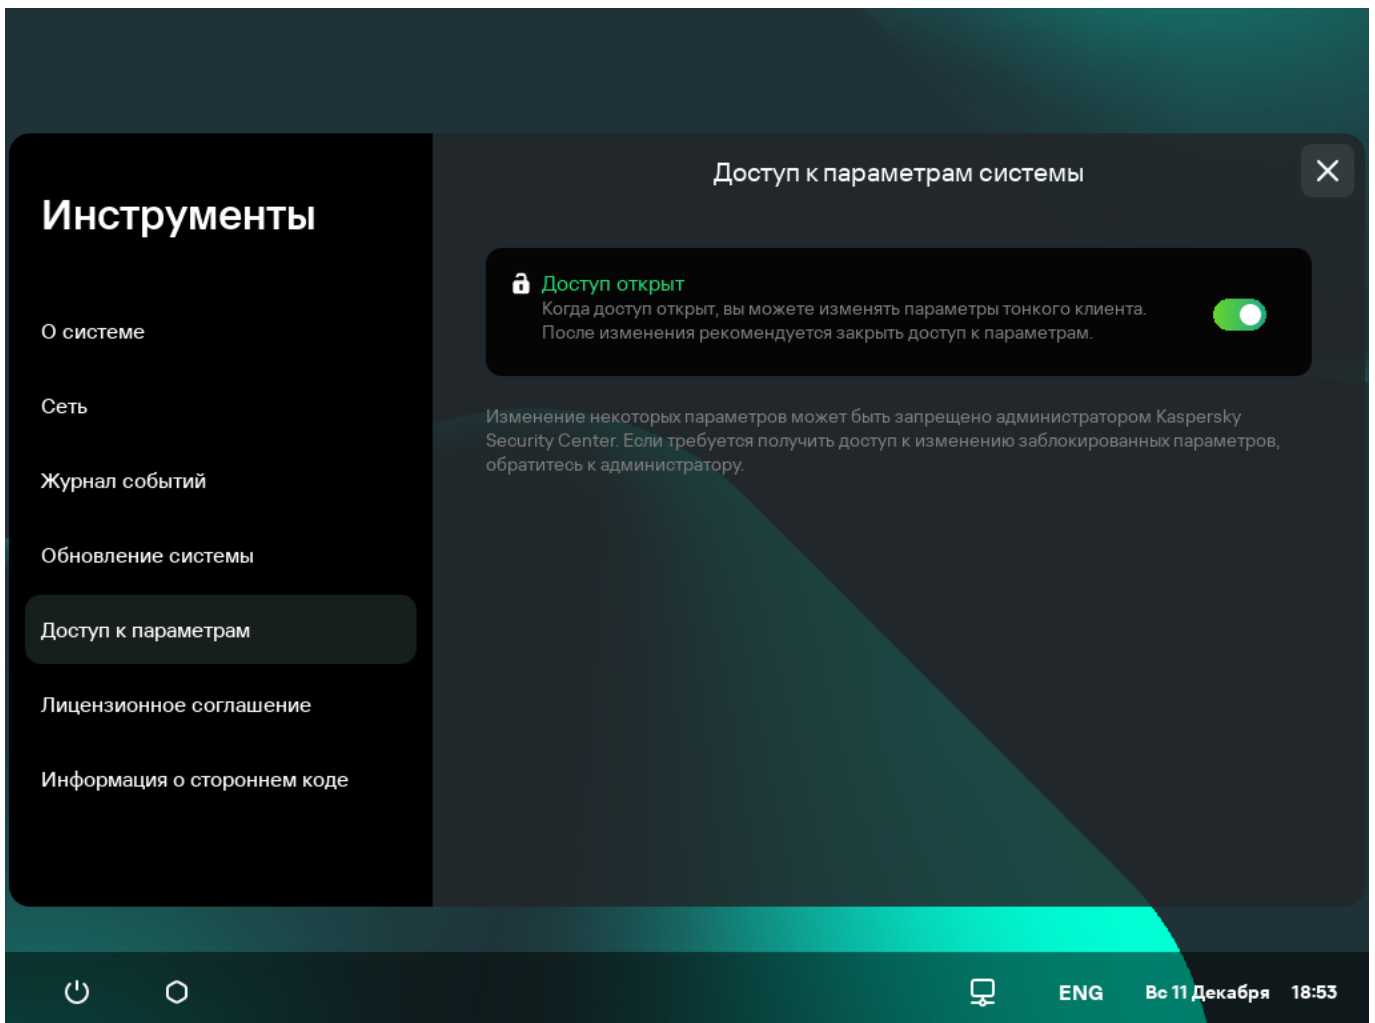 Инструменты
О системе
Сеть
Журнал событий
Обновление системы
Доступ к параметрам
Лицензионное соглашение
Информация о стороннем коде
Доступ к параметрам системы
Доступ открыт
Когда доступ открыт, вы можете изменять параметры тонкого клиента.
После изменения рекомендуется закрыть доступ к параметрам.
Изменение некоторых параметров может быть запрещено администратором Kaspersky
Security Center. Если требуется получить доступ к изменению заблокированных параметров,
обратитесь к администратору.
ENG Вс 11 Декабря 18:53